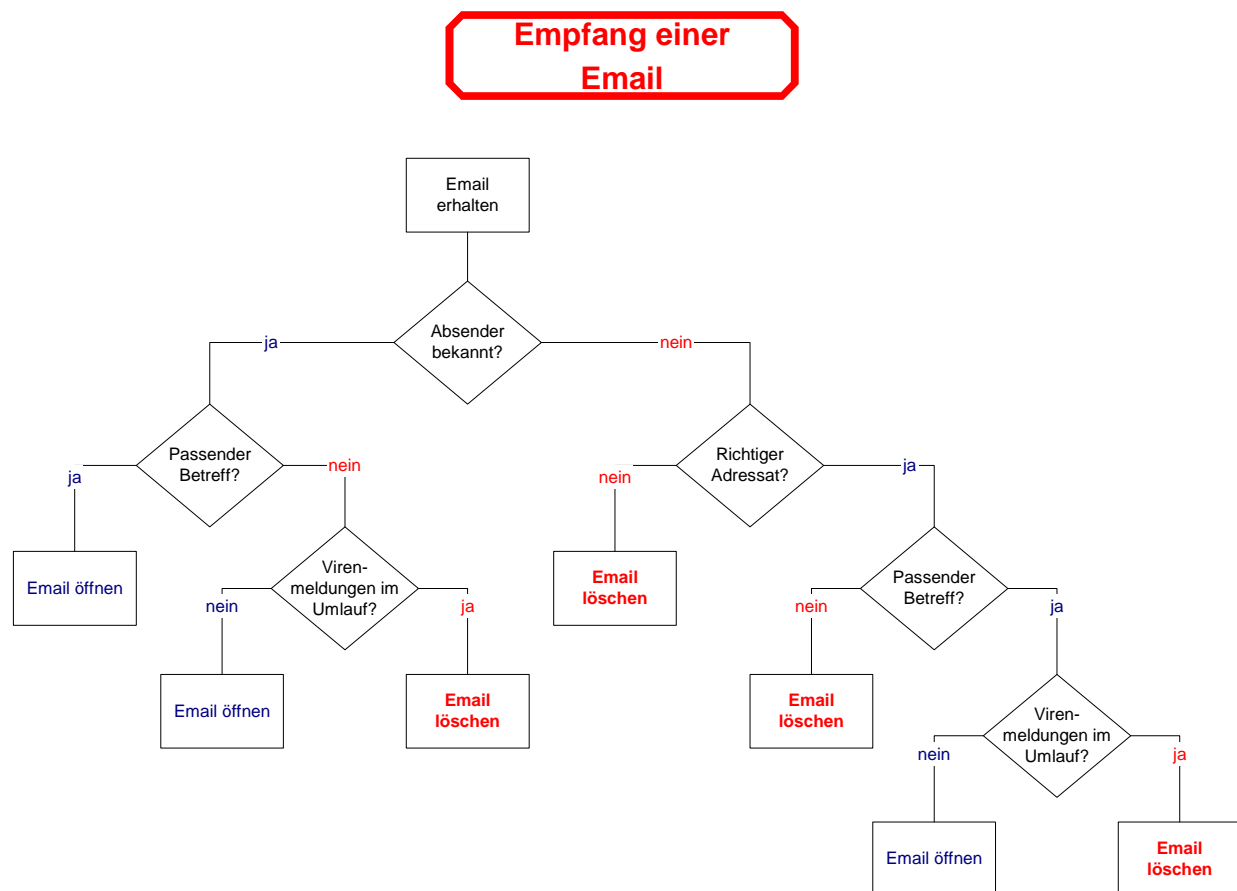 Empfang einer
Email
Email
erhalten
Absender
bekannt?
ja
nein
Passender
Betreff?
Richtiger
Adressat?
ja
nein
nein
ja
Email öffnen
Viren-
meldungen im
Umlauf?
Email
löschen
Passender
Betreff?
nein
ja
nein
ja
Email öffnen
Email
löschen
Email
löschen
Viren-
meldungen im
Umlauf?
nein
ja
Email öffnen
Email
löschen